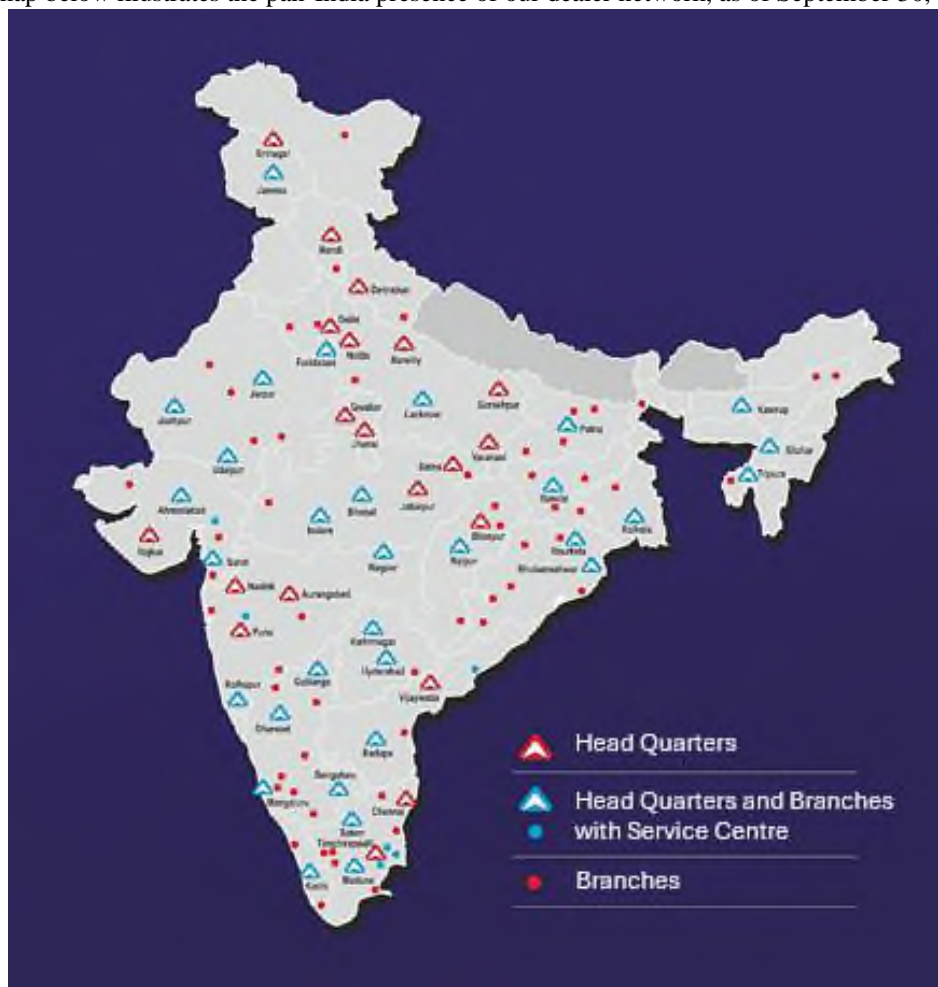 map below illustrates the pan-India presence of our dealer network, as of September 30,
Srinagar
Jammu
Mandi
Dehradun
Delhi
Noida
Faridabad
Bareilly
Jaipur
Jodhpur
Lucknow
Gorakhpur
Gwalior
Jhansi
Patna
Kamrup
Silchar
Tripura
Udaipur
Varanasi
Satna
Jabalpur
Ahmedabad
Bhopal
Indore
Ranchi
Kolkata
Rajkot
Bilaspur
Raipur
Rourkela
Bhubaneshwar
Surat
Nagpur
Nashik
Aurangabad
Pune
Karimnagar
Hyderabad
Kolhapur
Gulbarga
Vijaywada
Dharwad
Kadapa
Bengaluru
Mangaluru
Chennai
Salem
Kochi
Madurai
Head Quarters
Head Quarters and Branches
with Service Centre
Branches